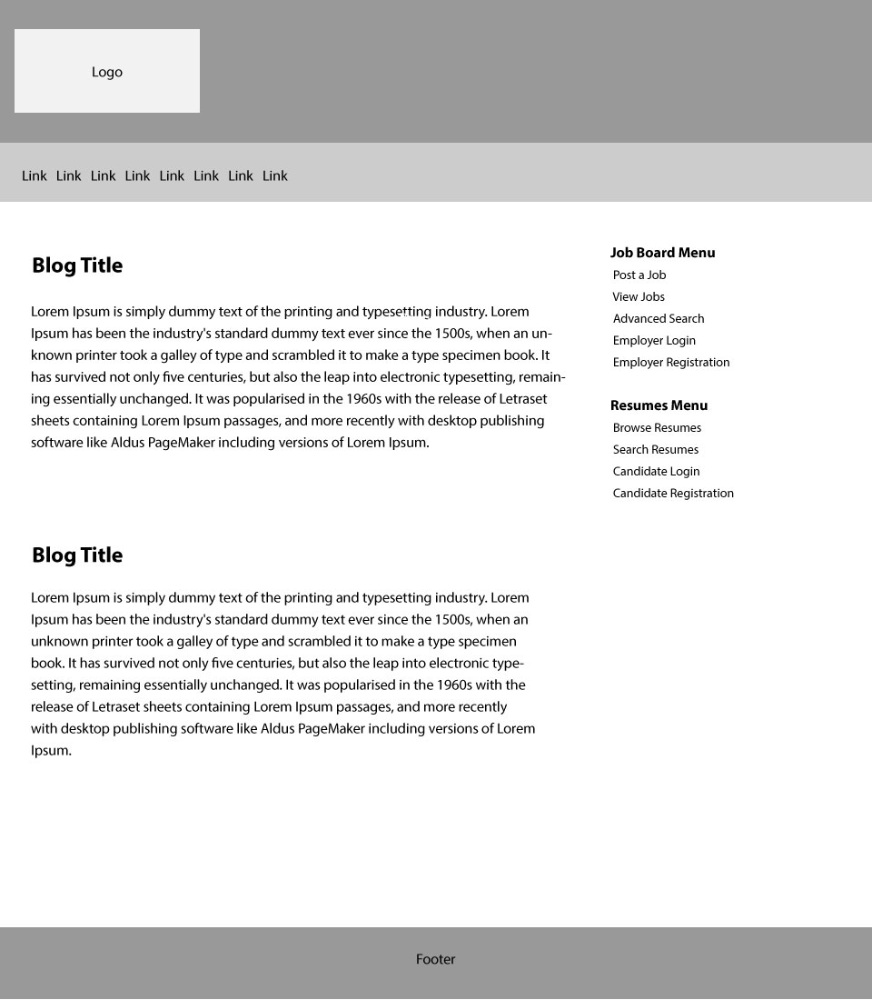 Logo
Link Link Link Link Link Link Link Link
Blog Title
Lorem Ipsum is simply dummy text of the printing and typesetting industry. Lorem
Ipsum has been the industry's standard dummy text ever since the 1500s, when an un-
known printer took a galley of type and scrambled it to make a type specimen book. It
has survived not only five centuries, but also the leap into electronic typesetting, remain-
ing essentially unchanged. It was popularised in the 1960s with the release of Letraset
sheets containing Lorem Ipsum passages, and more recently with desktop publishing
software like Aldus PageMaker including versions of Lorem Ipsum.
Blog Title
Lorem Ipsum is simply dummy text of the printing and typesetting industry. Lorem
Ipsum has been the industry's standard dummy text ever since the 1500s, when an
unknown printer took a galley of type and scrambled it to make a type specimen
book. It has survived not only five centuries, but also the leap into electronic type-
setting, remaining essentially unchanged. It was popularised in the 1960s with the
release of Letraset sheets containing Lorem Ipsum passages, and more recently
with desktop publishing software like Aldus PageMaker including versions of Lorem
Ipsum.
Job Board Menu
Post a Job
View Jobs
Advanced Search
Employer Login
Employer Registration
Resumes Menu
Browse Resumes
Search Resumes
Candidate Login
Candidate Registration
Footer